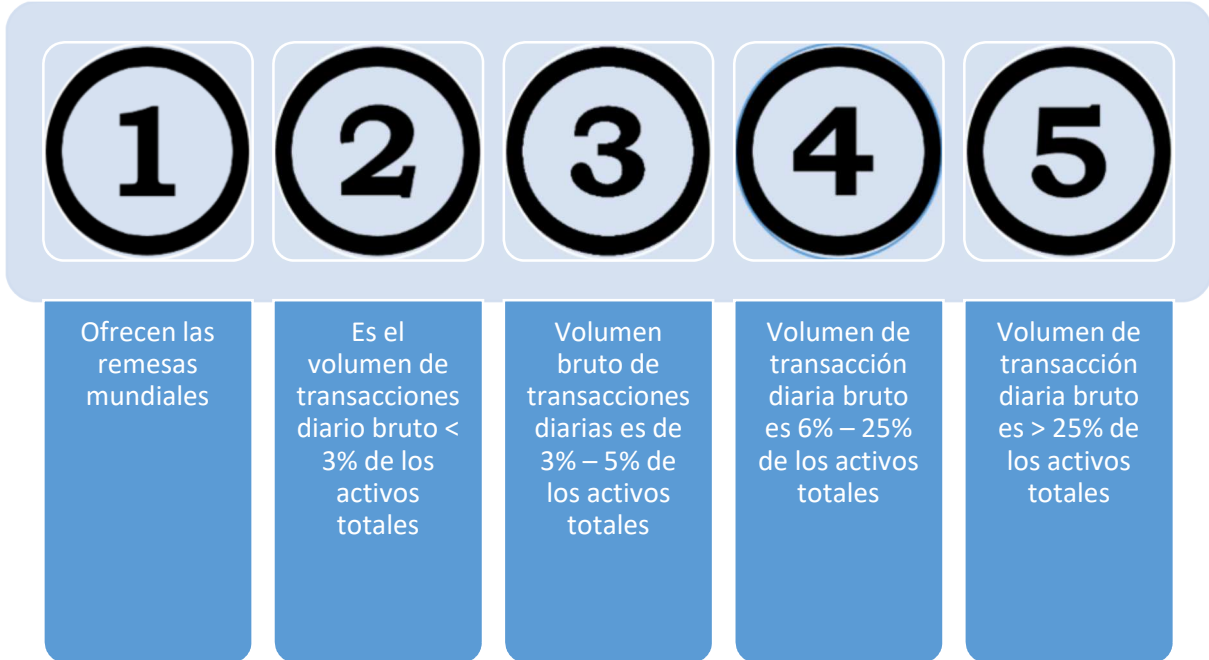 1
2
3
4
5
Ofrecen las
remesas
mundiales
Es el
volumen de
transacciones
diario bruto <
3% de los
activos
totales
Volumen
bruto de
transacciones
diarias es de
3% – 5% de
los activos
totales
Volumen de
transacción
diaria bruto
es 6% – 25%
de los activos
totales
Volumen de
transacción
diaria bruto
es > 25% de
los activos
totales